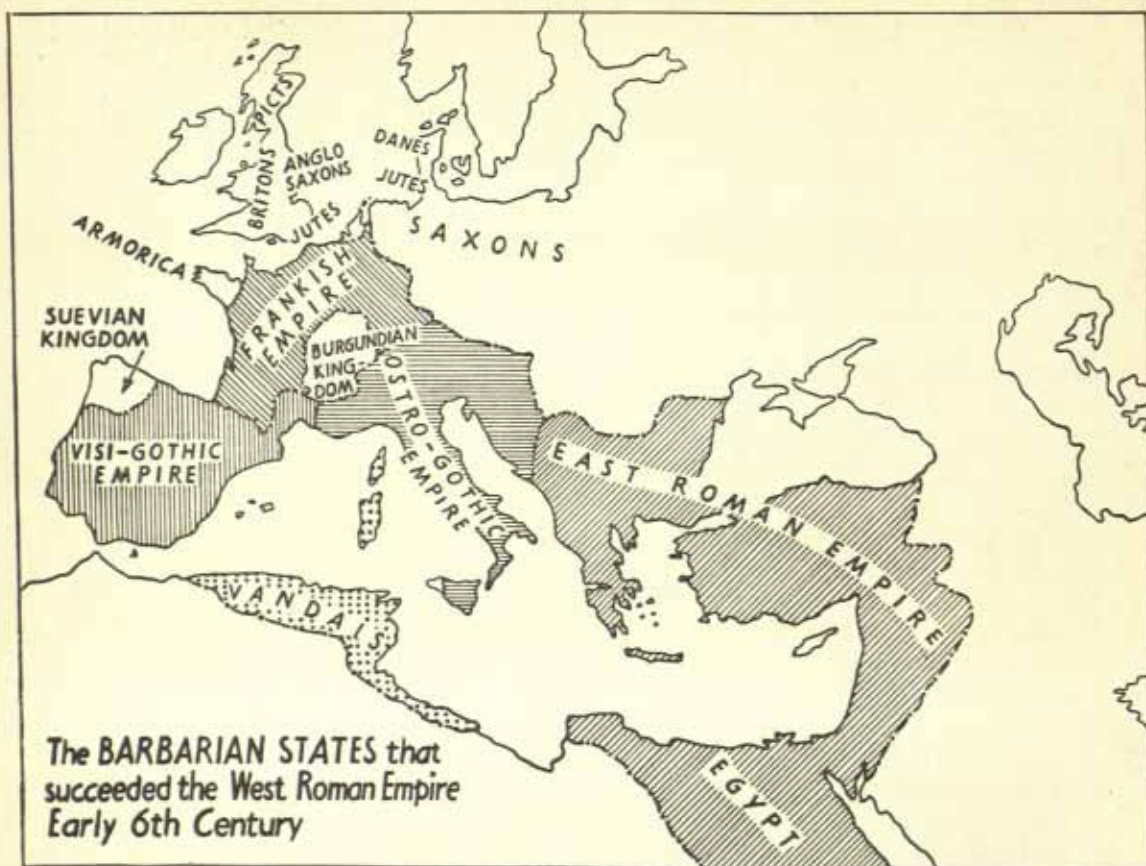 PICTS
BRITONS
ANGLO
SAXONS
DANES
JUTES
JUTES
SAXONS
ARMORICA
FRANKISH
EMPIRE
SUEVIAN
KINGDOM
BURGUNDIAN
KING-
DOM
OSTRO-GOTHIC
EMPIRE
VISI-GOTHIC
EMPIRE
EAST ROMAN EMPIRE
VANDALS
EGYPT
The BARBARIAN STATES that
succeeded the West Roman Empire
Early 6th Century